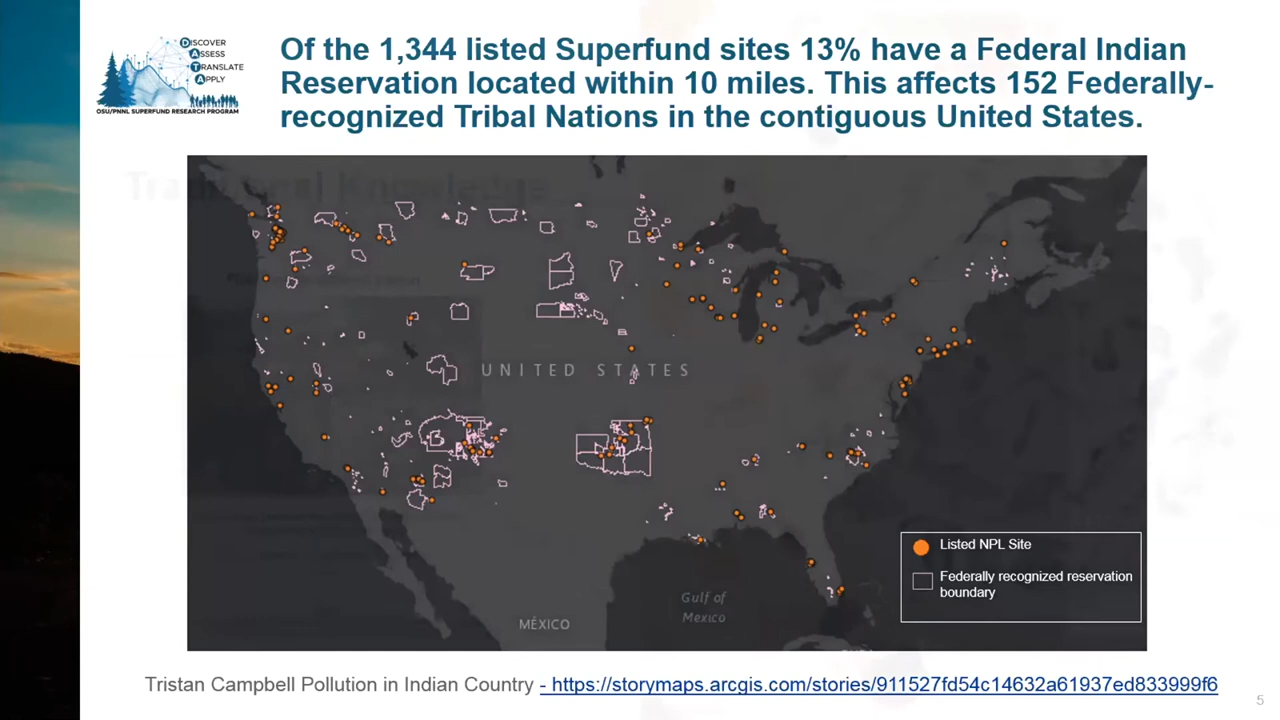 DISCOVER
ASSESS
TRANSLATE
APPLY
OSU/PNNL SUPERFUND RESEARCH PROGRAM
Of the 1,344 listed Superfund sites 13% have a Federal Indian
Reservation located within 10 miles. This affects 152 Federally-
recognized Tribal Nations in the contiguous United States.
Traditional Knowledge
UNITED STATES
Listed NPL Site
Federally recognized reservation
boundary
Gulf of
Mexico
MÉXICO
Tristan Campbell Pollution in Indian Country - https://storymaps.arcgis.com/stories/911527fd54c14632a61937ed833999f6
5